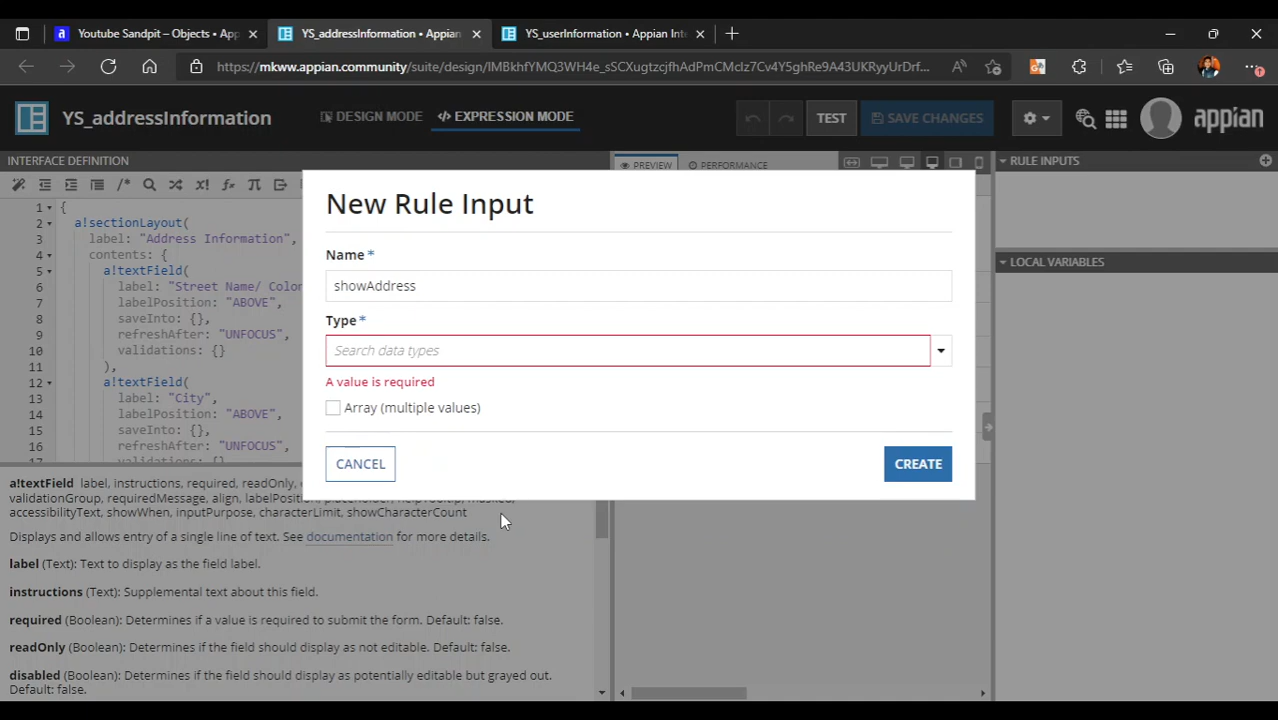 Youtube Sandpit – Objects • App
YS_addressInformation • Appian
YS_userInformation • Appian Inte
https://mkww.appian.community/suite/design/IMBkhfYMQ3WH4e_sSCXugtzcjfhAdPmCMclz7Cv4Y5ghRe9A43UKRyyUrDrf...
YS_addressInformation
DESIGN MODE
</> EXPRESSION MODE
TEST
SAVE CHANGES
appian
INTERFACE DEFINITION
PREVIEW
PERFORMANCE
RULE INPUTS
LOCAL VARIABLES
1 {
2 a!sectionLayout(
3 label: "Address Information",
4 contents: {
5 a!textField(
6 label: "Street Name/ Colon
7 labelPosition: "ABOVE",
8 saveInto: {},
9 refreshAfter: "UNFOCUS",
10 validations: {}
11 ),
12 a!textField(
13 label: "City",
14 labelPosition: "ABOVE",
15 saveInto: {},
16 refreshAfter: "UNFOCUS",
New Rule Input
Name *
showAddress
Type *
Search data types
A value is required
Array (multiple values)
CANCEL
CREATE
a!textField label, instructions, required, readOnly,
validationGroup, requiredMessage, align, labelPosition, placeholder, helpTooltip, masked,
accessibilityText, showWhen, inputPurpose, characterLimit, showCharacterCount
Displays and allows entry of a single line of text. See documentation for more details.
label (Text): Text to display as the field label.
instructions (Text): Supplemental text about this field.
required (Boolean): Determines if a value is required to submit the form. Default: false.
readOnly (Boolean): Determines if the field should display as not editable. Default: false.
disabled (Boolean): Determines if the field should display as potentially editable but grayed out.
Default: false.